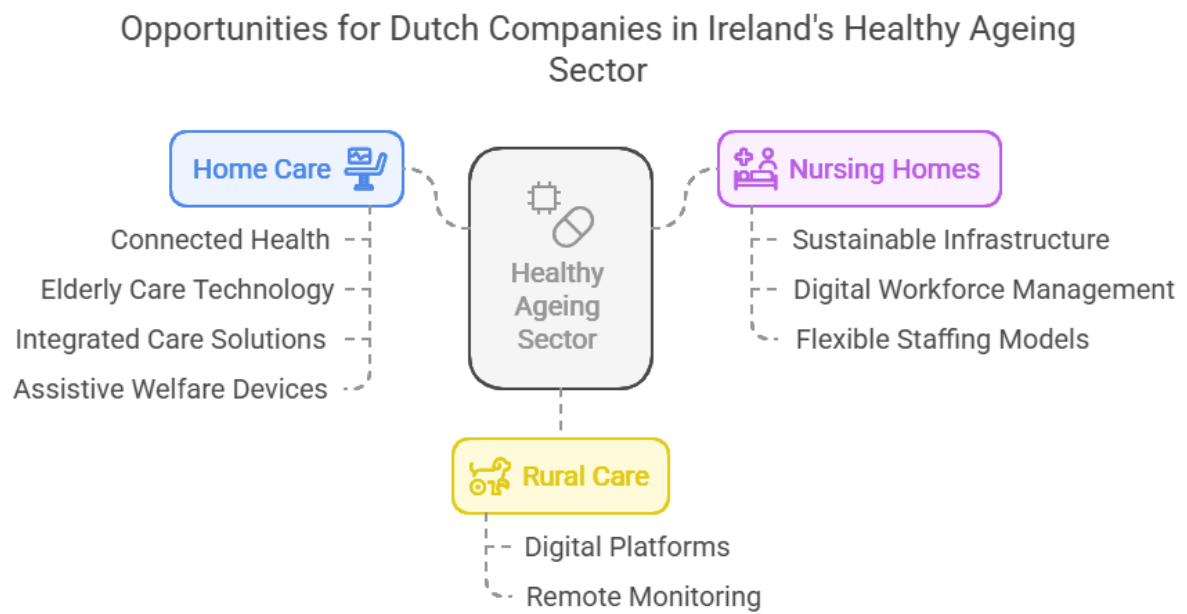 Opportunities for Dutch Companies in Ireland's Healthy Ageing
Sector
Home Care
Connected Health
Elderly Care Technology
Integrated Care Solutions
Assistive Welfare Devices
Healthy
Ageing
Sector
Nursing Homes
Sustainable Infrastructure
Digital Workforce Management
Flexible Staffing Models
Rural Care
Digital Platforms
Remote Monitoring